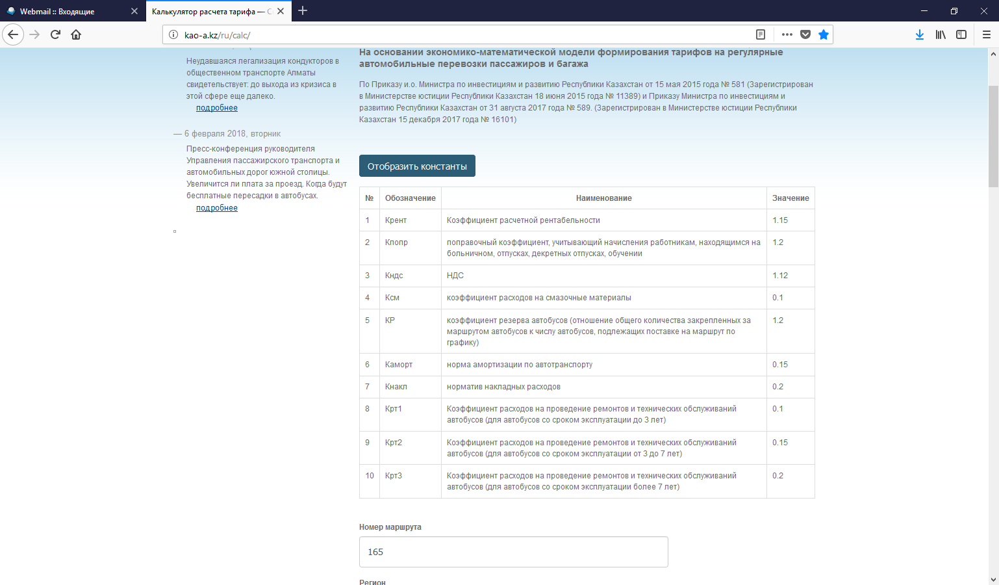 Webmail :: Входящие
Калькулятор расчета тарифа — С
kao-a.kz/ru/calc/
Неудавшаяся легализация кондукторов в
общественном транспорте Алматы
свидетельствует: до выхода из кризиса в
этой сфере еще далеко.
подробнее
— 6 февраля 2018, вторник
Пресс-конференция руководителя
Управления пассажирского транспорта и
автомобильных дорог южной столицы.
Увеличится ли плата за проезд. Когда будут
бесплатные пересадки в автобусах.
подробнее
На основании экономико-математической модели формирования тарифов на регулярные
автомобильные перевозки пассажиров и багажа
По Приказу и.о. Министра по инвестициям и развитию Республики Казахстан от 15 мая 2015 года № 581 (Зарегистрирован
в Министерстве юстиции Республики Казахстан 18 июня 2015 года № 11389) и Приказу Министра по инвестициям и
развитию Республики Казахстан от 31 августа 2017 года № 589. (Зарегистрирован в Министерстве юстиции Республики
Казахстан 15 декабря 2017 года № 16101)
Отобразить константы
№ Обозначение Наименование Значение
1 Крент Коэффициент расчетной рентабельности 1.15
2 Кпопр поправочный коэффициент, учитывающий начисления работникам, находящимся на 1.2
больничном, отпусках, декретных отпусках, обучении
3 Кндс НДС 1.12
4 Ксм коэффициент расходов на смазочные материалы 0.1
5 КР коэффициент резерва автобусов (отношение общего количества закрепленных за 1.2
маршрутом автобусов к числу автобусов, подлежащих поставке на маршрут по
графику)
6 Каморт норма амортизации по автотранспорту 0.15
7 Кнакл норматив накладных расходов 0.2
8 Крт1 Коэффициент расходов на проведение ремонтов и технических обслуживаний 0.1
автобусов (для автобусов со сроком эксплуатации до 3 лет)
9 Крт2 Коэффициент расходов на проведение ремонтов и технических обслуживаний 0.15
автобусов (для автобусов со сроком эксплуатации от 3 до 7 лет)
10 Крт3 Коэффициент расходов на проведение ремонтов и технических обслуживаний 0.2
автобусов (для автобусов со сроком эксплуатации более 7 лет)
Номер маршрута
165
Регион